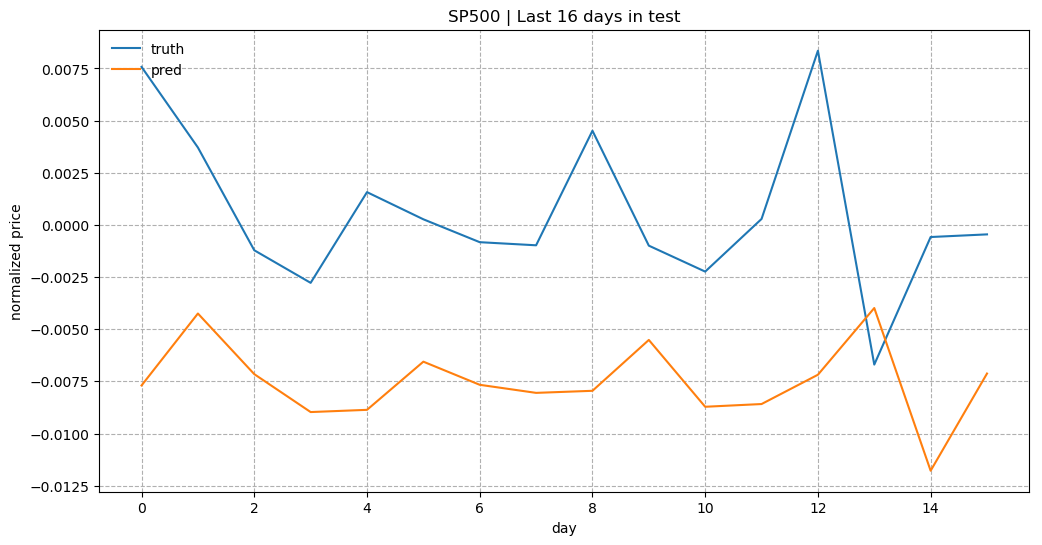 SP500 | Last 16 days in test
truth
pred
normalized price
0.0075
0.0050
0.0025
0.0000
−0.0025
−0.0050
−0.0075
−0.0100
−0.0125
0 2 4 6 8 10 12 14
day